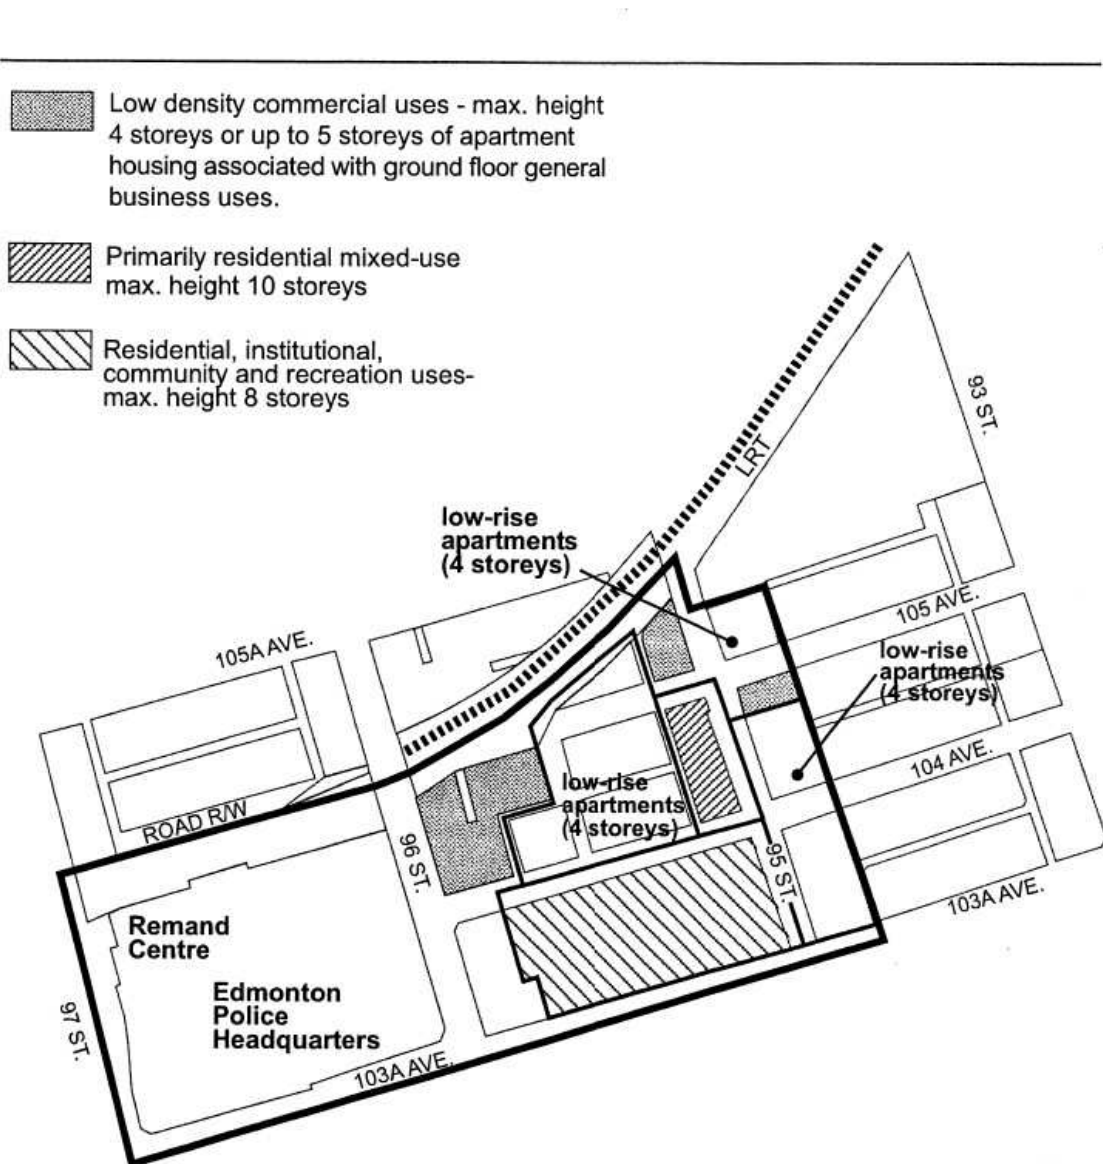 Low density commercial uses - max. height
4 storeys or up to 5 storeys of apartment
housing associated with ground floor general
business uses.
Primarily residential mixed-use
max. height 10 storeys
Residential, institutional,
community and recreation uses-
max. height 8 storeys
93 ST.
LRT
low-rise
apartments
(4 storeys)
105 AVE.
105A AVE.
low-rise
apartments
(4 storeys)
104 AVE.
low-rise
apartments
(4 storeys)
ROAD R/W
96 ST.
95 ST.
103A AVE.
Remand
Centre
Edmonton
Police
Headquarters
97 ST.
103A AVE.